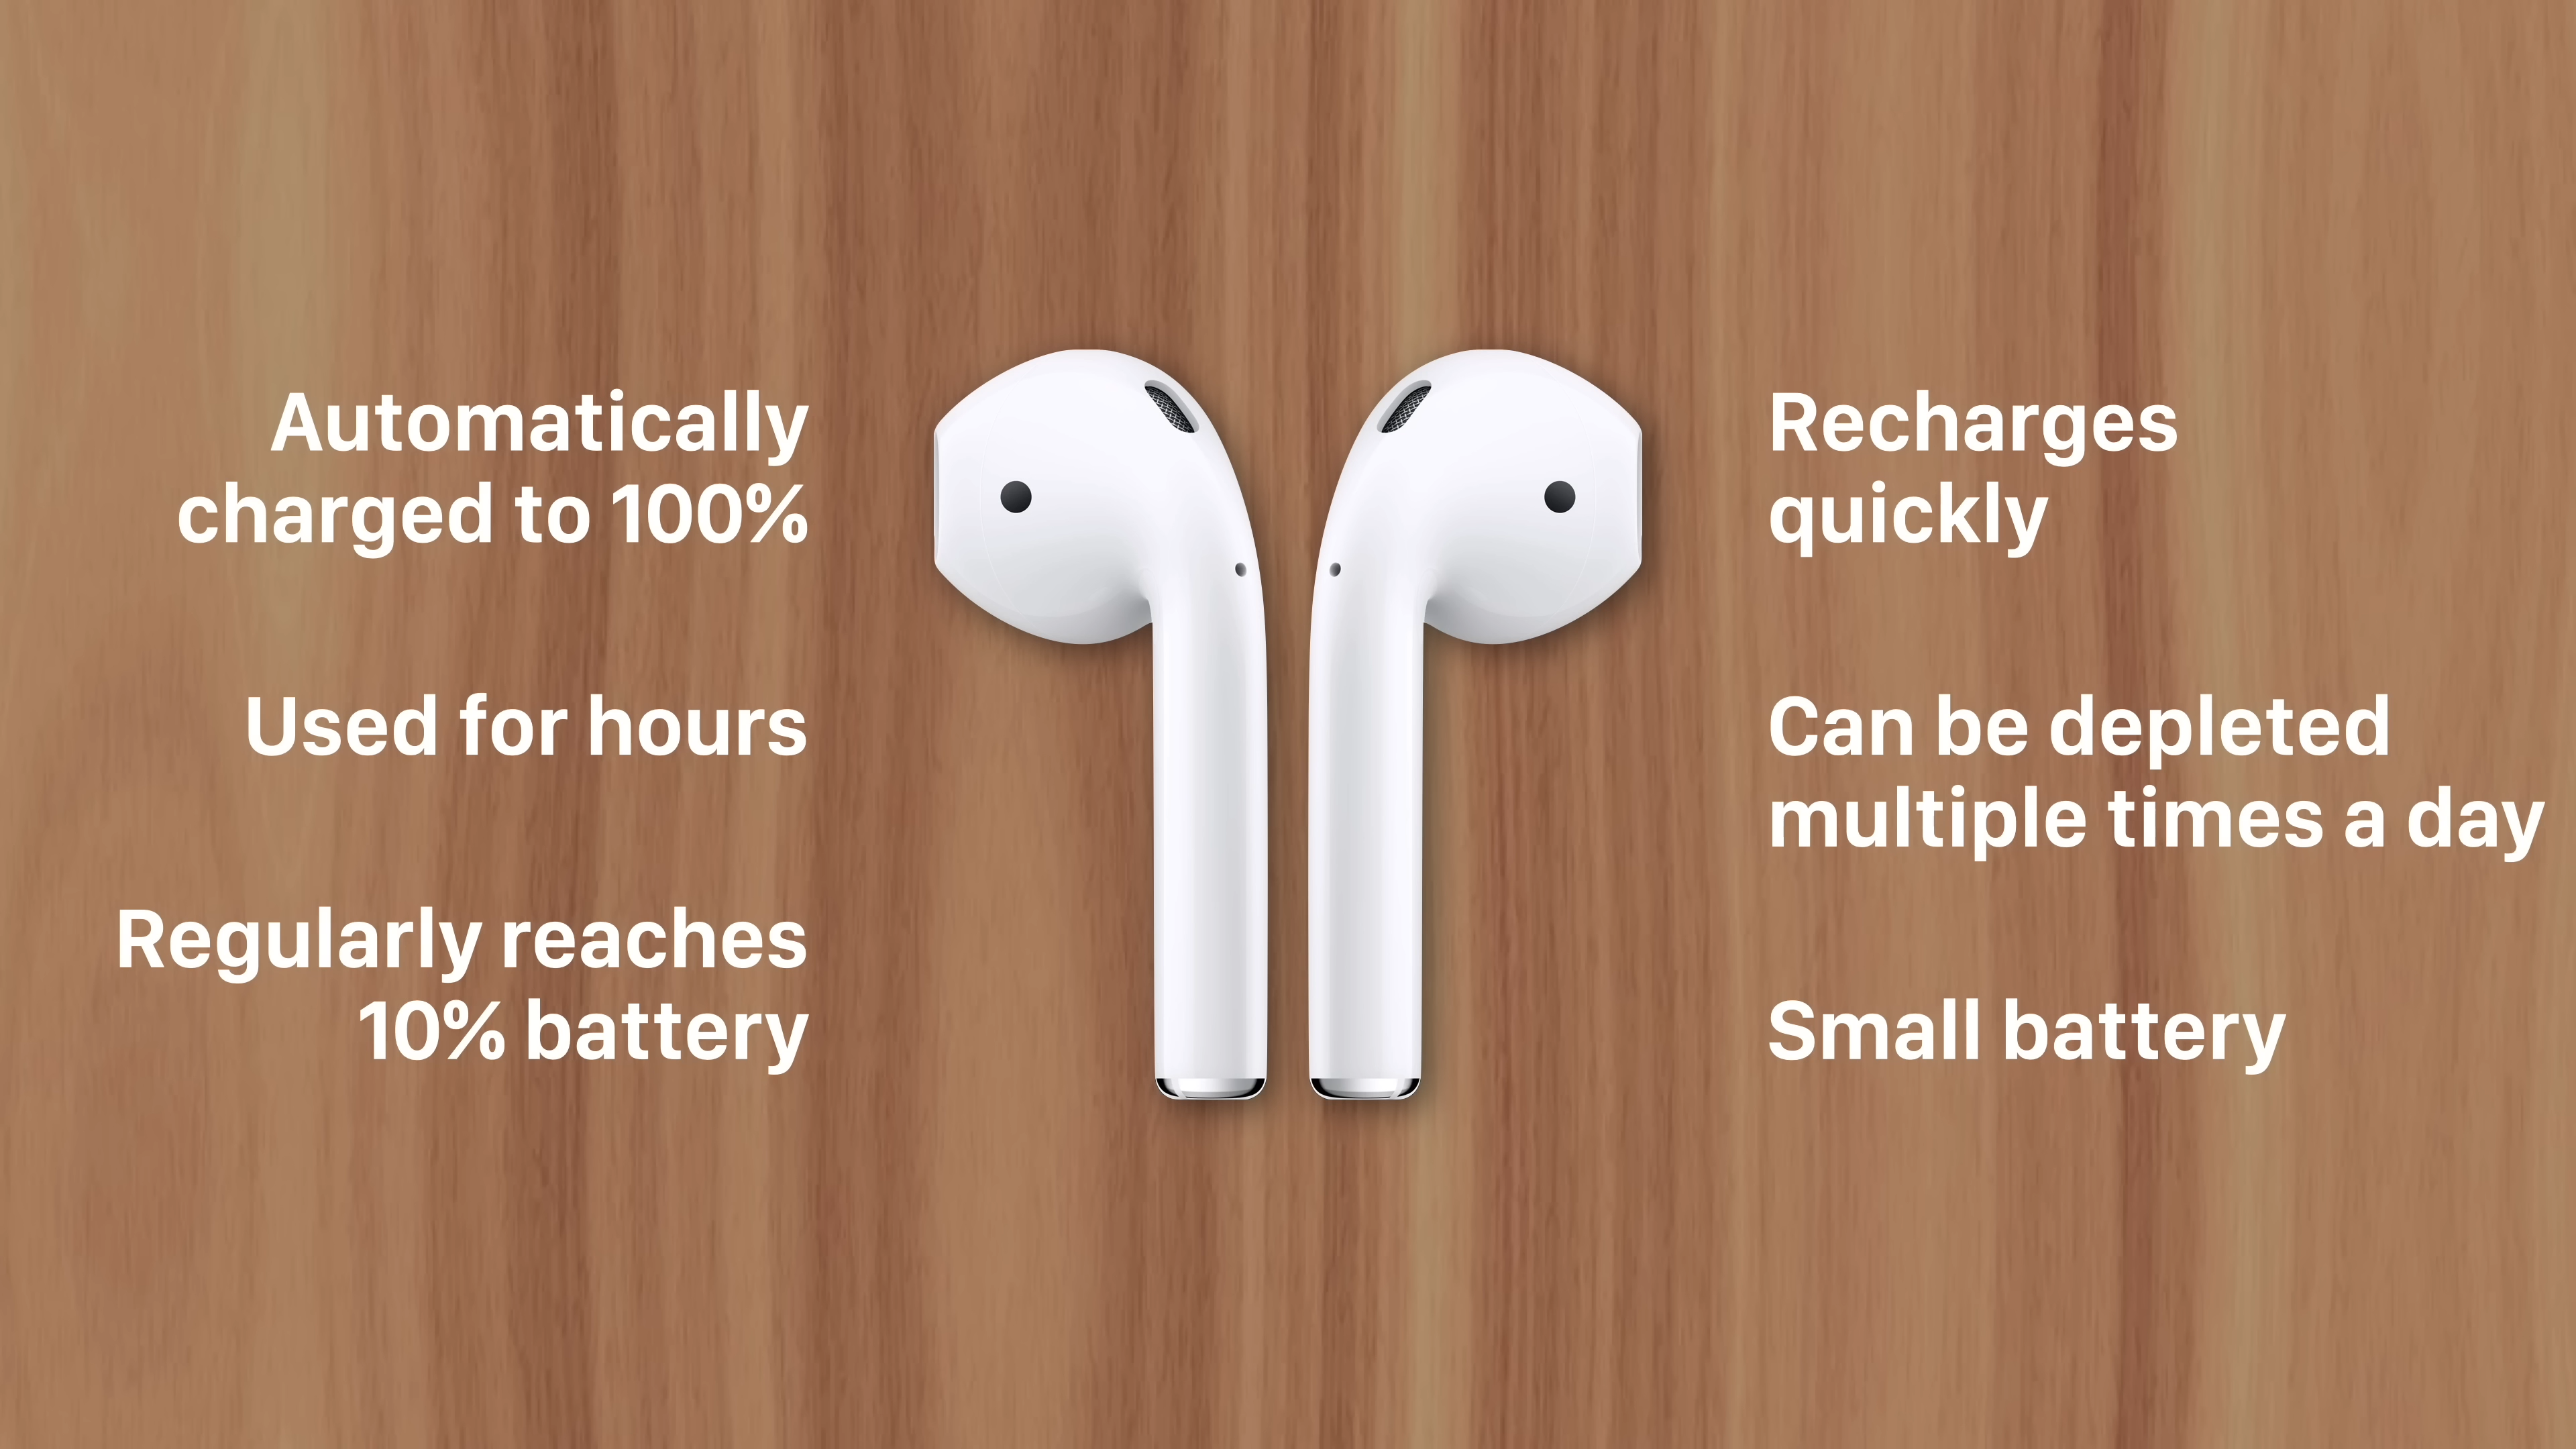 Automatically
charged to 100%
Used for hours
Regularly reaches
10% battery
Recharges
quickly
Can be depleted
multiple times a day
Small battery